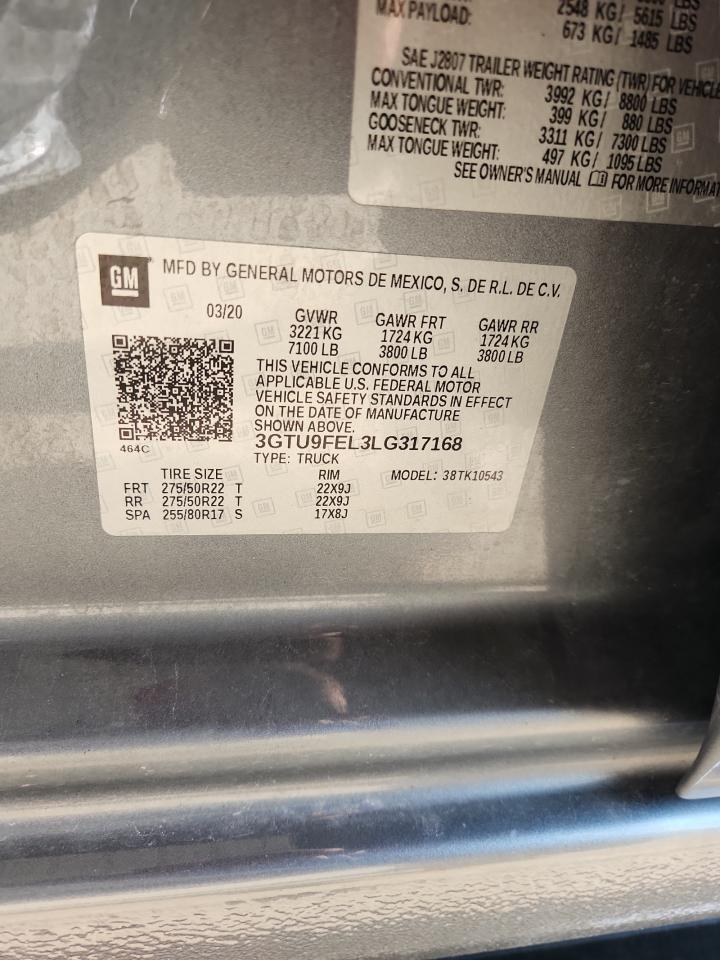 2548 KG/ 5615 LBS
MAX PAYLOAD: 673 KG/ 1485 LBS
SAE J2807 TRAILER WEIGHT RATING (TWR) FOR VEHICLE
CONVENTIONAL TWR: 3992 KG/ 8800 LBS
MAX TONGUE WEIGHT: 399 KG/ 880 LBS
GOOSENECK TWR: 3311 KG/ 7300 LBS
MAX TONGUE WEIGHT: 497 KG/ 1095 LBS
SEE OWNER'S MANUAL FOR MORE INFORMAT
GM MFD BY GENERAL MOTORS DE MEXICO, S. DE R.L. DE C.V.
03/20 GVWR GAWR FRT GAWR RR
3221 KG 1724 KG 1724 KG
7100 LB 3800 LB 3800 LB
THIS VEHICLE CONFORMS TO ALL
APPLICABLE U.S. FEDERAL MOTOR
VEHICLE SAFETY STANDARDS IN EFFECT
ON THE DATE OF MANUFACTURE
SHOWN ABOVE.
464C 3GTU9FEL3LG317168
TYPE: TRUCK
TIRE SIZE RIM MODEL: 38TK10543
FRT 275/50R22 T 22X9J
RR 275/50R22 T 22X9J
SPA 255/80R17 S 17X8J